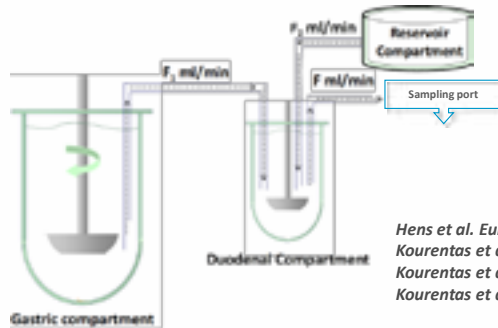 F₂ ml/min
Reservoir
Compartment
F₁ ml/min
F ml/min
Sampling port
Duodenal Compartment
Gastric compartment
Hens et al. Eu
Kourentas et
Kourentas et
Kourentas et